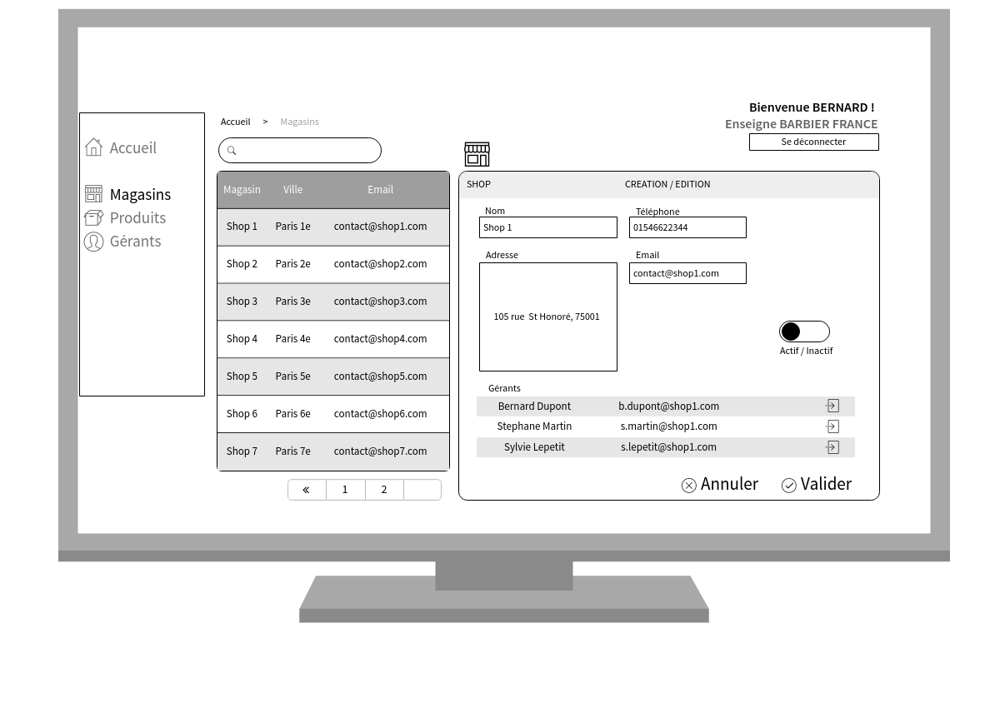 Bienvenue BERNARD !
Enseigne BARBIER FRANCE
Se déconnecter
Accueil > Magasins
Accueil
Magasins
Produits
Gérants
Magasin Ville Email
Shop 1 Paris 1e contact@shop1.com
Shop 2 Paris 2e contact@shop2.com
Shop 3 Paris 3e contact@shop3.com
Shop 4 Paris 4e contact@shop4.com
Shop 5 Paris 5e contact@shop5.com
Shop 6 Paris 6e contact@shop6.com
Shop 7 Paris 7e contact@shop7.com
« 1 2
SHOP CREATION / EDITION
Nom Téléphone
Shop 1 01546622344
Adresse Email
contact@shop1.com
105 rue  St Honoré, 75001
Actif / Inactif
Gérants
Bernard Dupont b.dupont@shop1.com
Stephane Martin s.martin@shop1.com
Sylvie Lepetit s.lepetit@shop1.com
Annuler Valider